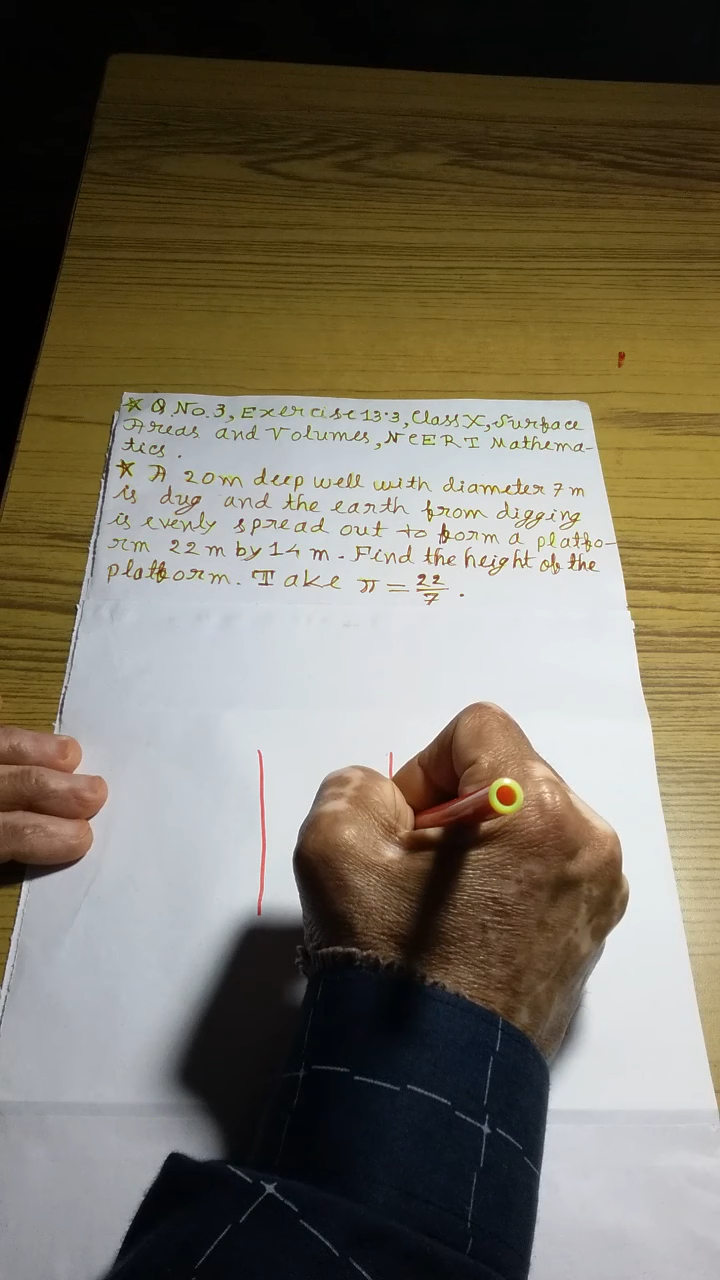 * Q No. 3, Exercise 13.3, Class X, Surface
Areas and Volumes, NCERT Mathema-
tics.
* A 20m deep well with diameter 7 m
is dug and the earth from digging
is evenly spread out to form a platfo-
rm 22 m by 14 m. Find the height of the
platform. Take π = 22/7.